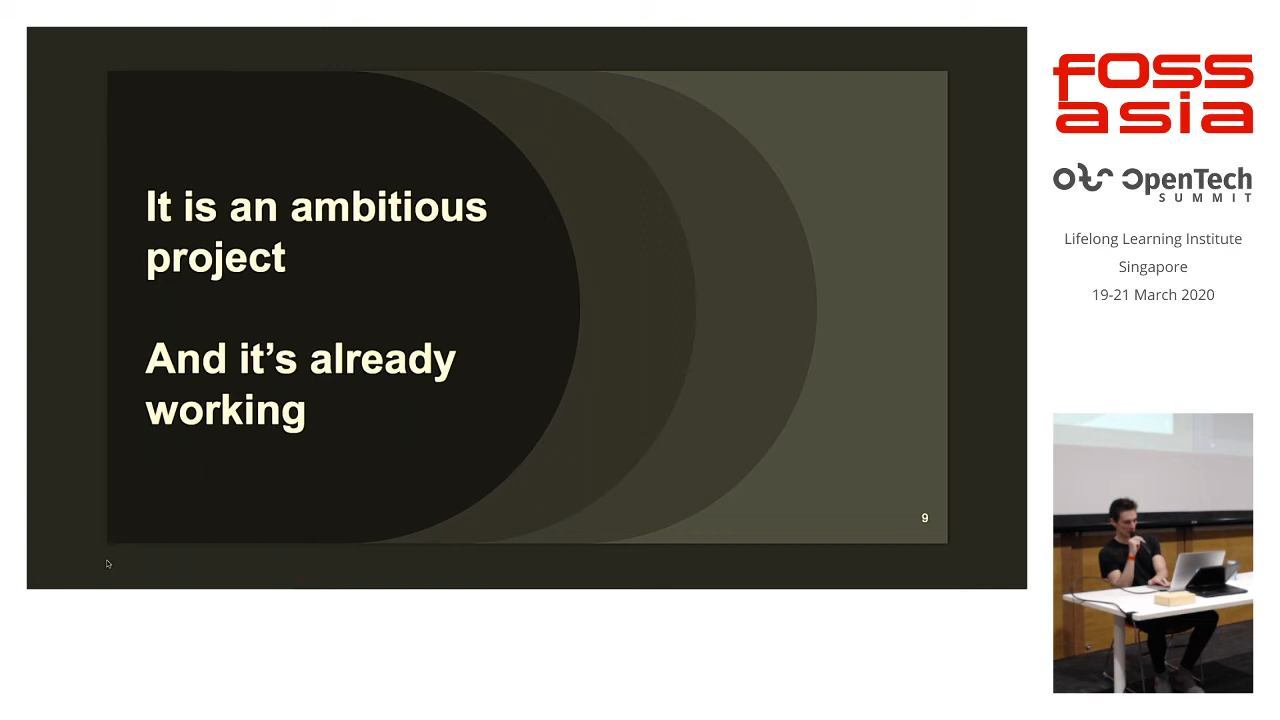 It is an ambitious
project
And it's already
working
9
foss
asia
OpenTech
SUMMIT
Lifelong Learning Institute
Singapore
19-21 March 2020